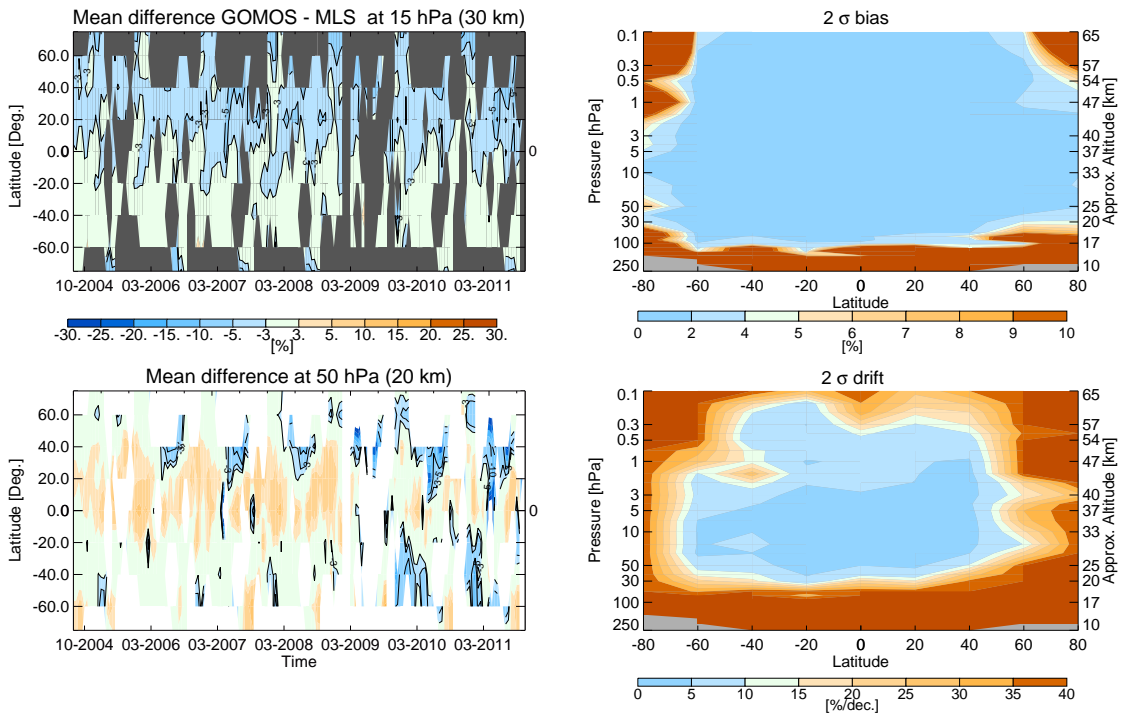 Mean difference GOMOS - MLS at 15 hPa (30 km)
60.0
40.0
20.0
0.0
-20.0
-40.0
-60.0
Latitude [Deg.]
0
10-2004 03-2006 03-2007 03-2008 03-2009 03-2010 03-2011
-30. -25. -20. -15. -10. -5. -3. 3. 5. 10. 15. 20. 25. 30.
[%]
2 σ bias
0.1
0.3
0.5
1
3
5
10
50
30
100
250
Pressure [hPa]
65
57
54
47
40
37
33
25
20
17
10
Approx. Altitude [km]
-80 -60 -40 -20 0 20 40 60 80
Latitude
0 2 4 5 6 7 8 9 10
[%]
Mean difference at 50 hPa (20 km)
60.0
40.0
20.0
0.0
-20.0
-40.0
-60.0
Latitude [Deg.]
0
10-2004 03-2006 03-2007 03-2008 03-2009 03-2010 03-2011
Time
2 σ drift
0.1
0.3
0.5
1
3
5
10
50
30
100
250
Pressure [hPa]
65
57
54
47
40
37
33
25
20
17
10
Approx. Altitude [km]
-80 -60 -40 -20 0 20 40 60 80
Latitude
0 5 10 15 20 25 30 35 40
[%/dec.]